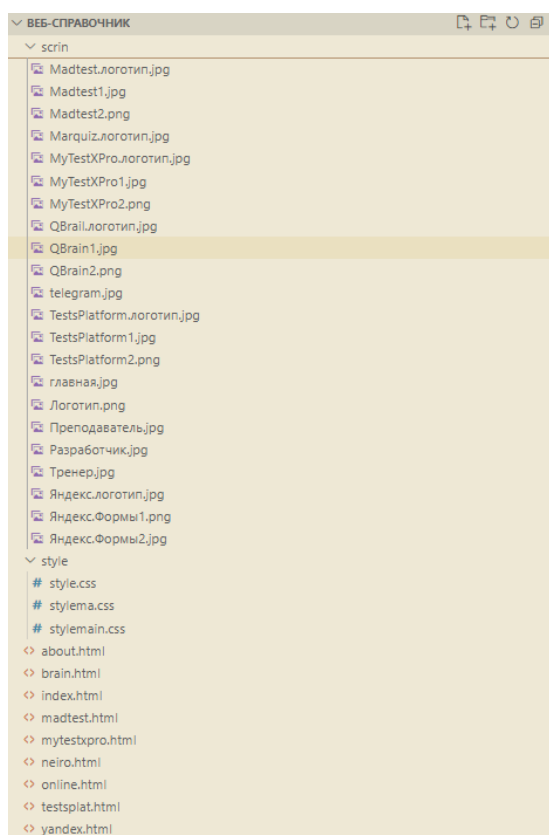 ВЕБ-СПРАВОЧНИК
scrin
Madtest.логотип.jpg
Madtest1.jpg
Madtest2.png
Marquiz.логотип.jpg
MyTestXPro.логотип.jpg
MyTestXPro1.jpg
MyTestXPro2.png
QBrail.логотип.jpg
QBrain1.jpg
QBrain2.png
telegram.jpg
TestsPlatform.логотип.jpg
TestsPlatform1.jpg
TestsPlatform2.png
главная.jpg
Логотип.png
Преподаватель.jpg
Разработчик.jpg
Тренер.jpg
Яндекс.логотип.jpg
Яндекс.Формы1.png
Яндекс.Формы2.jpg
style
# style.css
# stylema.css
# stylemain.css
<> about.html
<> brain.html
<> index.html
<> madtest.html
<> mytestxpro.html
<> neiro.html
<> online.html
<> testsplat.html
<> yandex.html